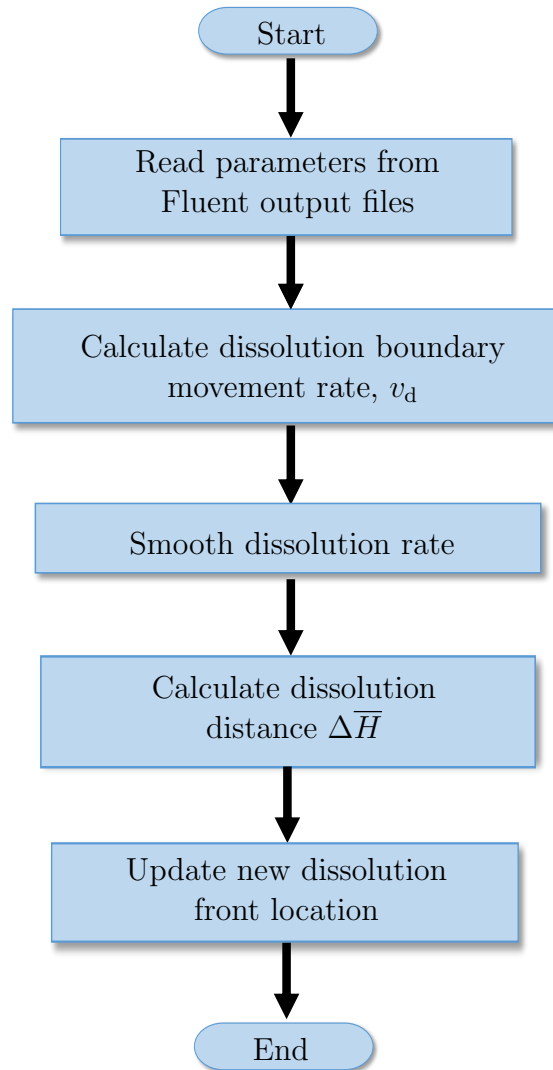 Start
Read parameters from
Fluent output files
Calculate dissolution boundary
movement rate, v_d
Smooth dissolution rate
Calculate dissolution
distance ΔH̅
Update new dissolution
front location
End